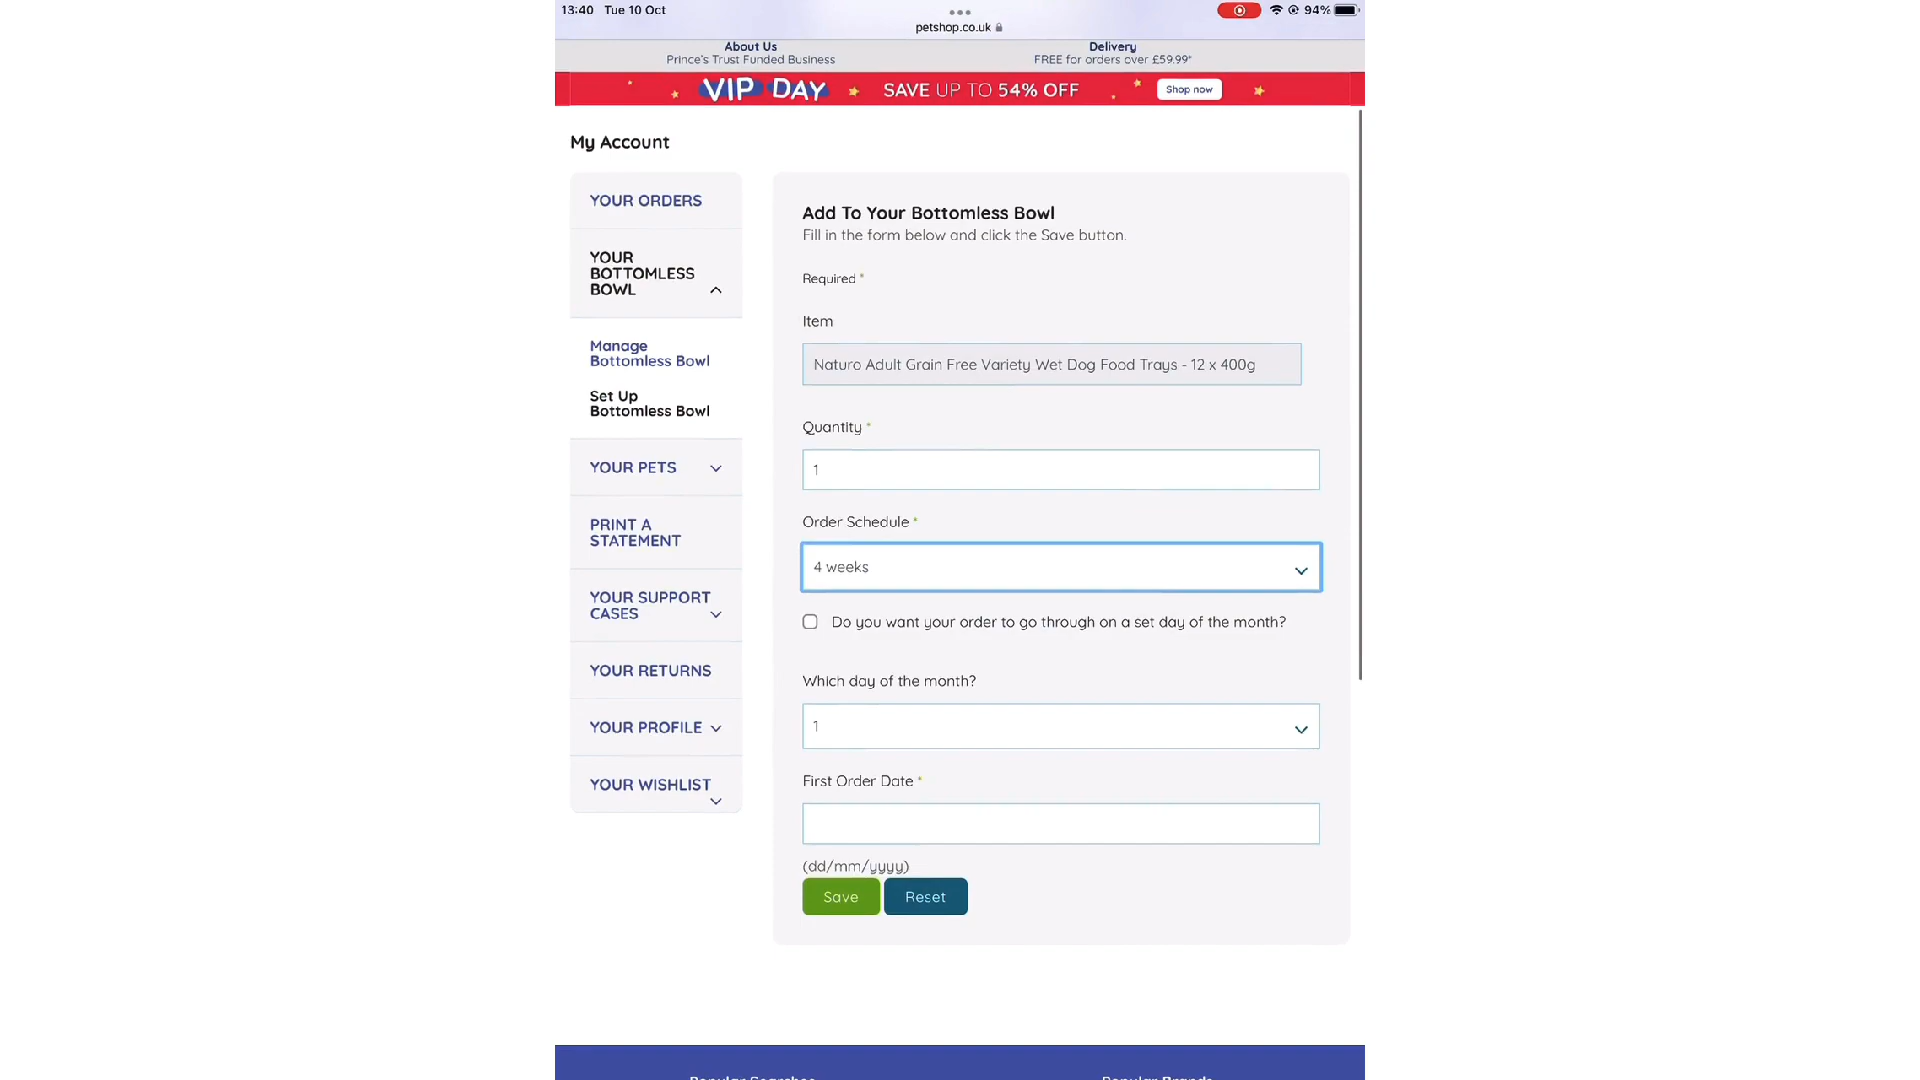 13:40 Tue 10 Oct
94%
petshop.co.uk
About Us
Prince's Trust Funded Business
Delivery
FREE for orders over £59.99*
VIP DAY SAVE UP TO 54% OFF Shop now
My Account
YOUR ORDERS
YOUR
BOTTOMLESS
BOWL
Manage
Bottomless Bowl
Set Up
Bottomless Bowl
YOUR PETS
PRINT A
STATEMENT
YOUR SUPPORT
CASES
YOUR RETURNS
YOUR PROFILE
YOUR WISHLIST
Add To Your Bottomless Bowl
Fill in the form below and click the Save button.
Required *
Item
Naturo Adult Grain Free Variety Wet Dog Food Trays - 12 x 400g
Quantity *
1
Order Schedule *
4 weeks
Do you want your order to go through on a set day of the month?
Which day of the month?
1
First Order Date *
(dd/mm/yyyy)
Save Reset
Popular Searches
Popular Brands